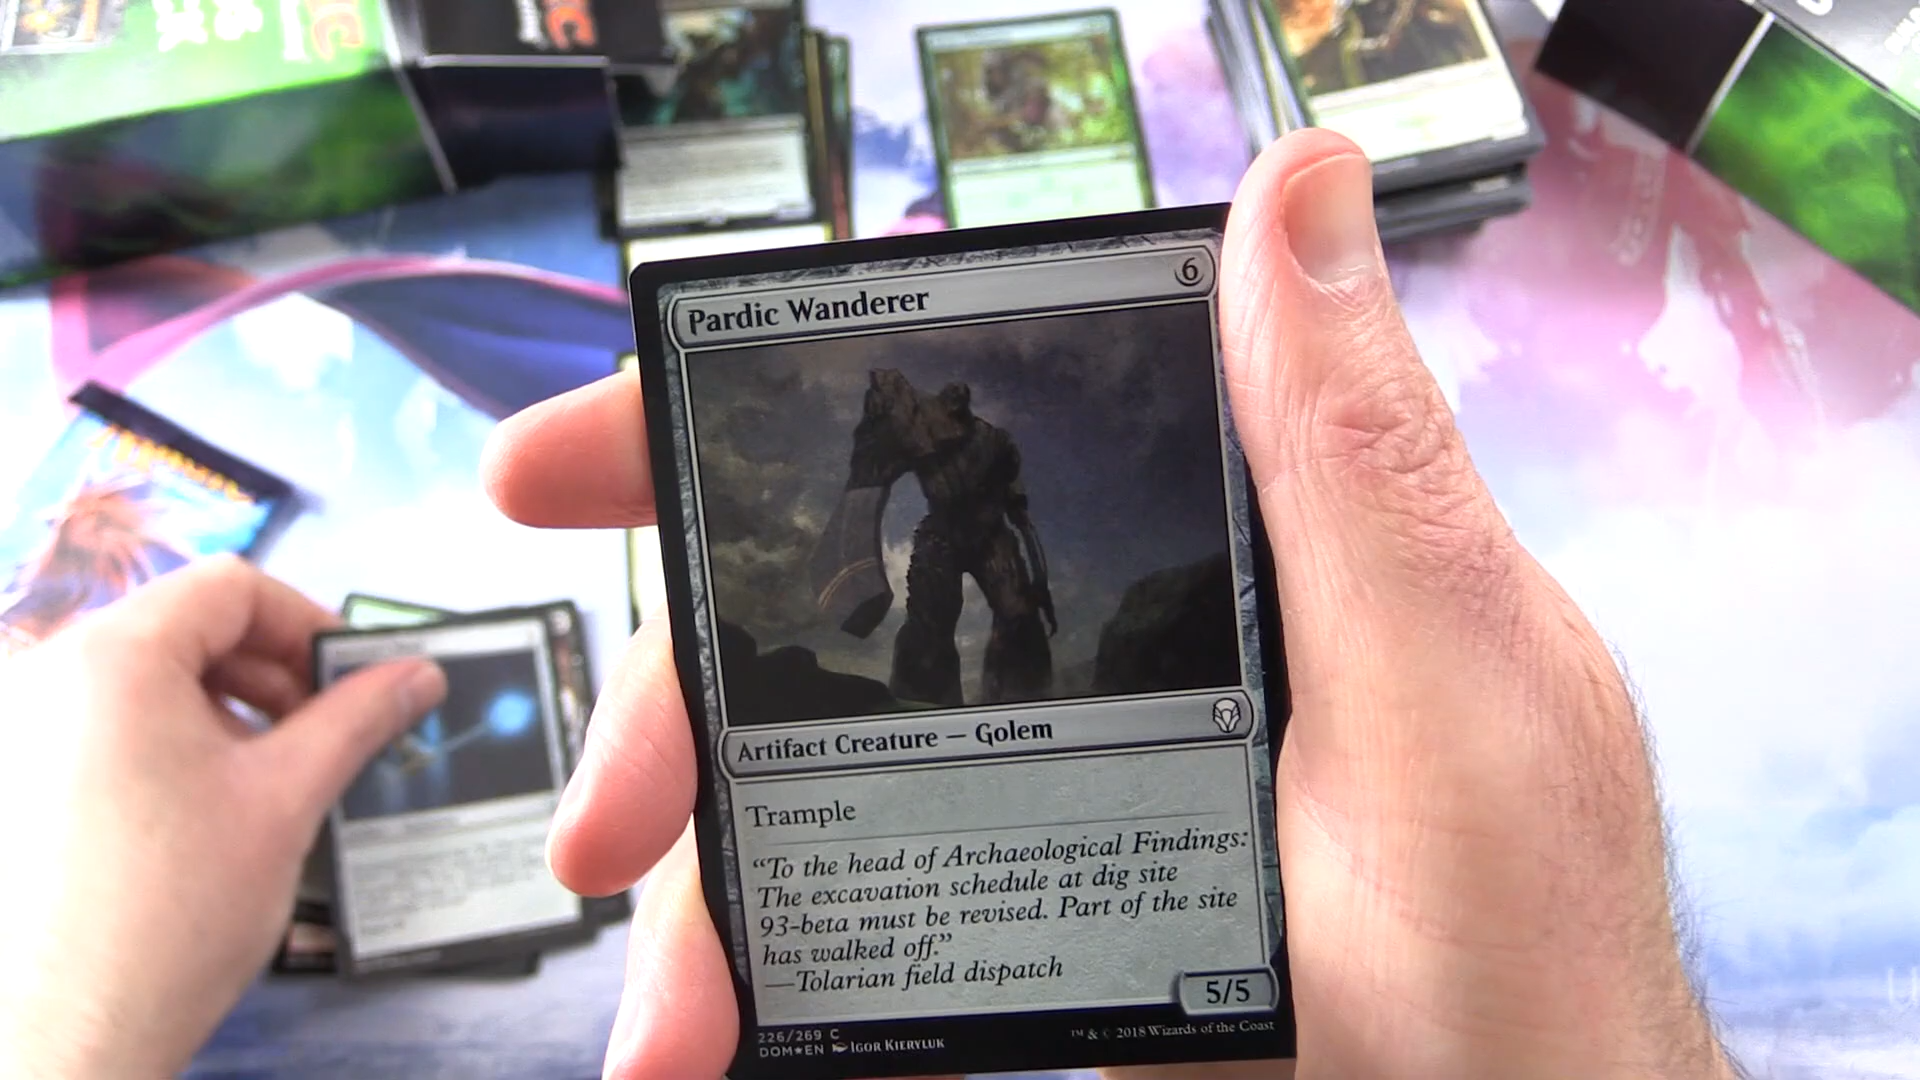 Pardic Wanderer
6
Artifact Creature — Golem
Trample
“To the head of Archaeological Findings:
The excavation schedule at dig site
93-beta must be revised. Part of the site
has walked off.”
—Tolarian field dispatch
5/5
226/269 C
DOM★EN IGOR KIERYLUK
™ & © 2018 Wizards of the Coast